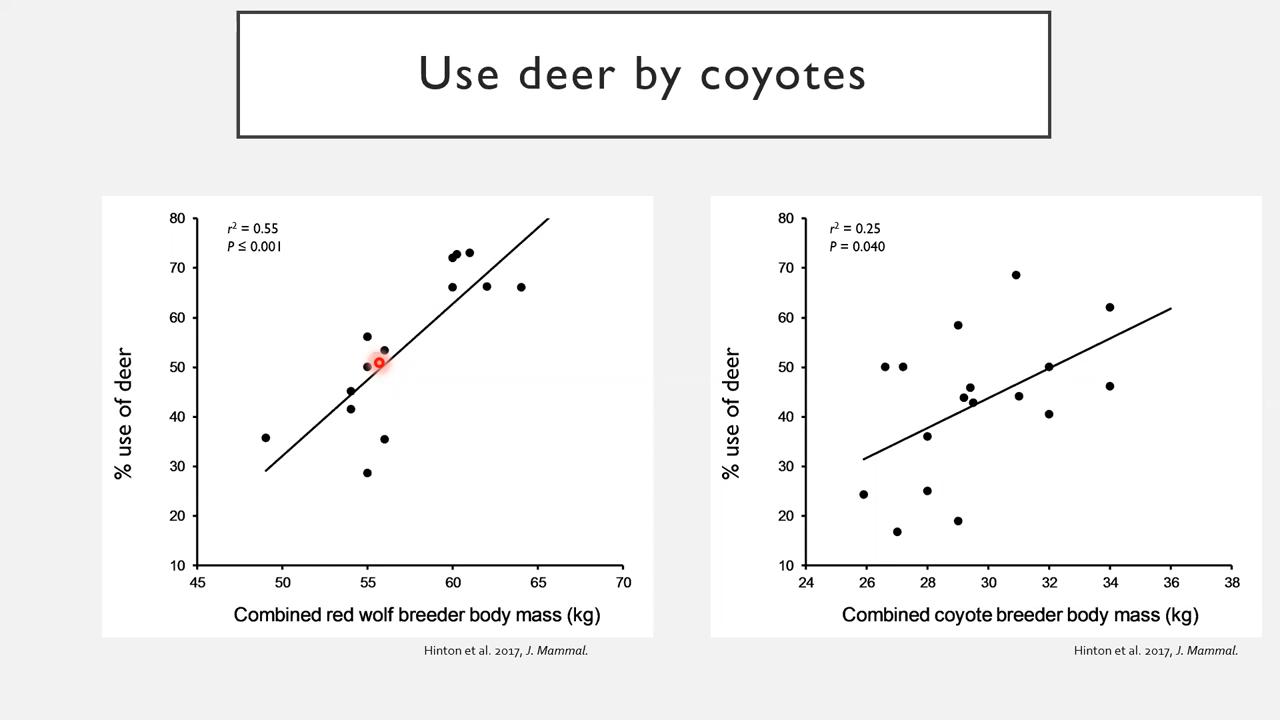 Use deer by coyotes
r² = 0.55
P ≤ 0.001
80
70
60
50
40
30
20
10
% use of deer
45 50 55 60 65 70
Combined red wolf breeder body mass (kg)
Hinton et al. 2017, J. Mammal.
r² = 0.25
P = 0.040
80
70
60
50
40
30
20
10
% use of deer
24 26 28 30 32 34 36 38
Combined coyote breeder body mass (kg)
Hinton et al. 2017, J. Mammal.